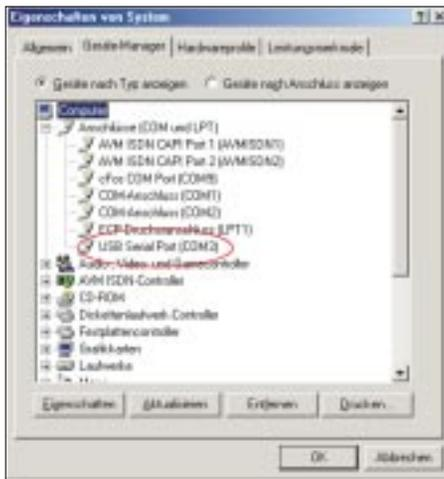 Eigenschaften von System
Allgemein Geräte-Manager Hardwareprofile Leistungsmerkmale
Geräte nach Typ anzeigen Geräte nach Anschluss anzeigen
Computer
Anschlüsse (COM und LPT)
AVM ISDN CAPI Port 1 (AVMISDN1)
AVM ISDN CAPI Port 2 (AVMISDN2)
cFos COM Port (COM9)
COM-Anschluss (COM1)
COM-Anschluss (COM2)
ECP-Druckeranschluss (LPT1)
USB Serial Port (COM3)
Audio-, Video- und Gamecontroller
AVM ISDN-Controller
CD-ROM
Diskettenlaufwerk-Controller
Festplattencontroller
Grafikkarten
Laufwerke
Eigenschaften Aktualisieren Entfernen Drucken...
OK Abbrechen